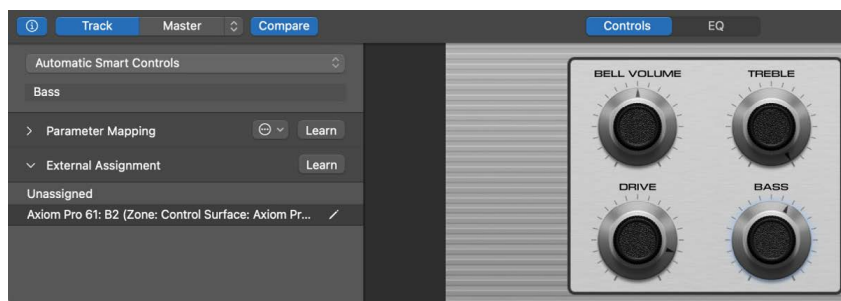 Track Master Compare Controls EQ
Automatic Smart Controls
Bass
Parameter Mapping Learn
External Assignment Learn
Unassigned
Axiom Pro 61: B2 (Zone: Control Surface: Axiom Pr...
BELL VOLUME TREBLE
DRIVE BASS